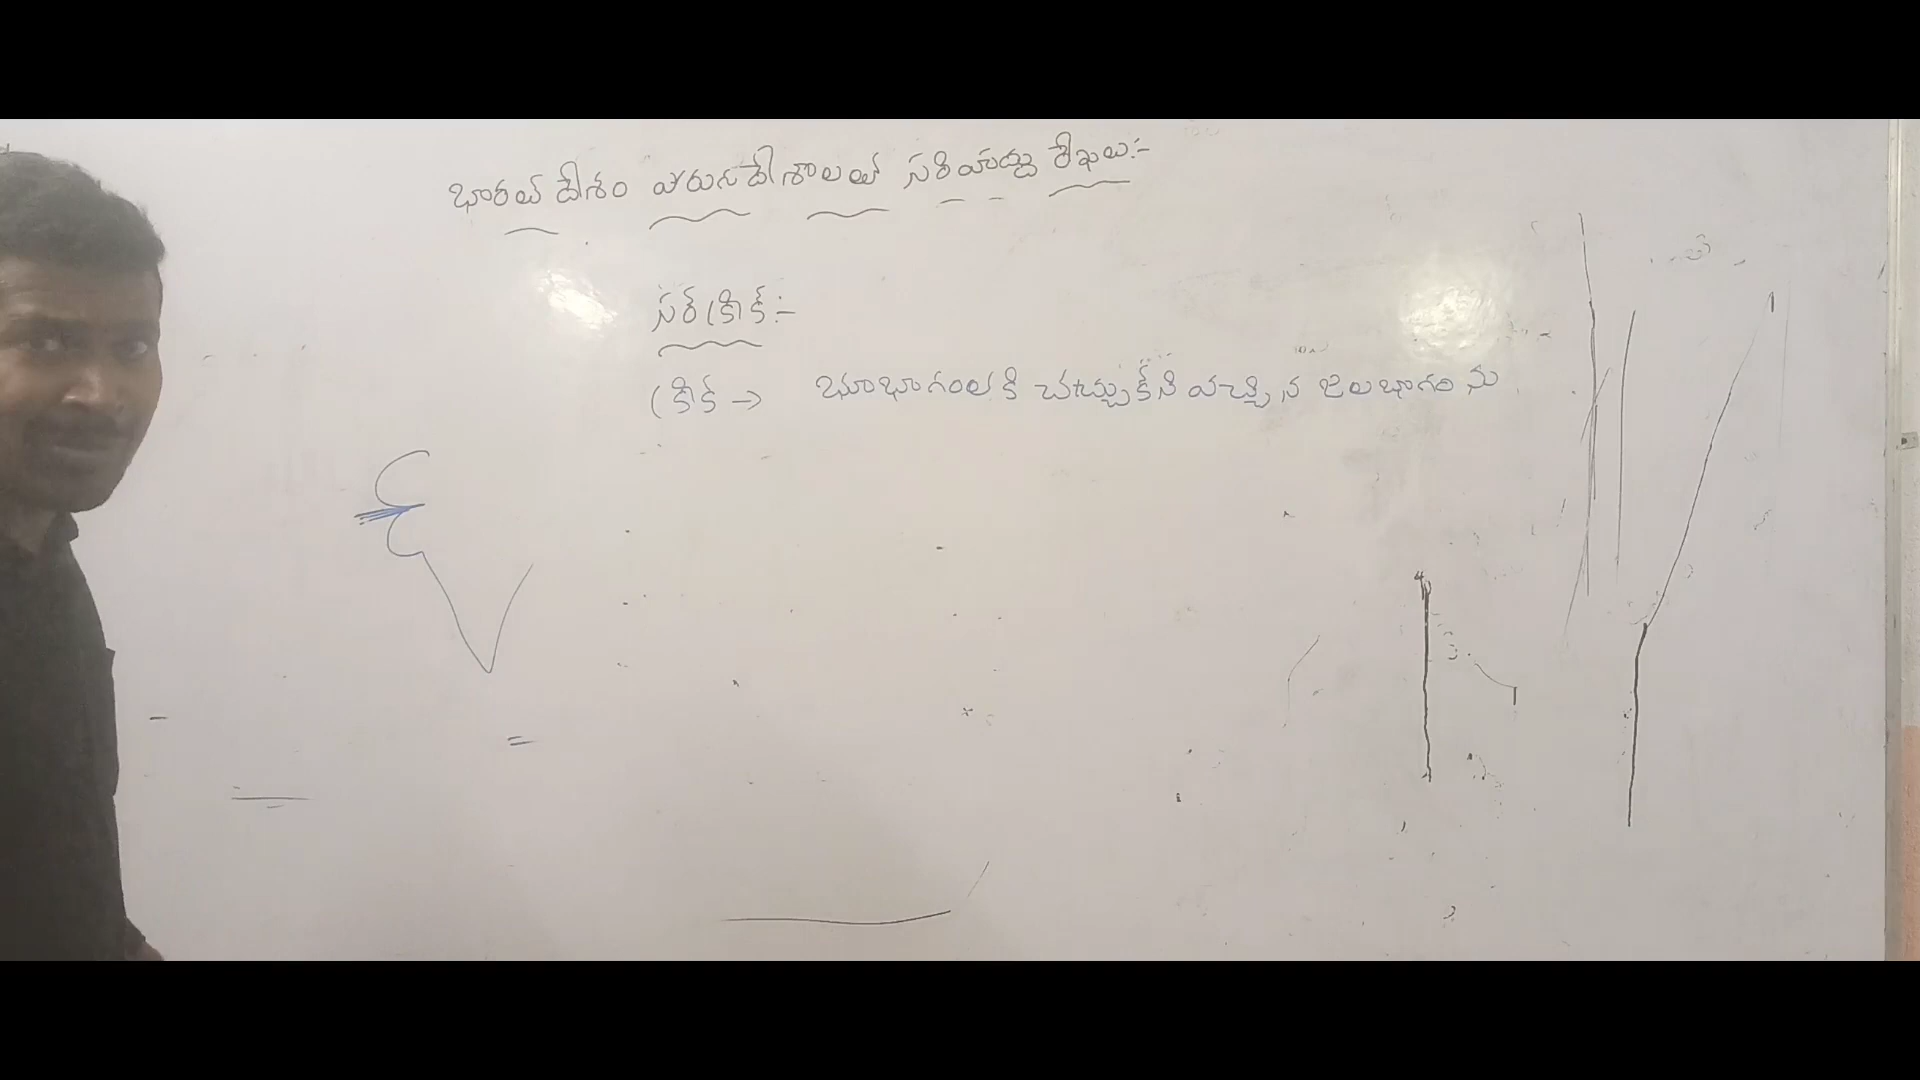 భారత్ దేశం పొరుగుదేశాలతో సరిహద్దు రేఖలు:-
సర్ క్రీక్:-
క్రీక్ → భూభాగంలోకి చొచ్చుకొని వచ్చిన జలభాగంను